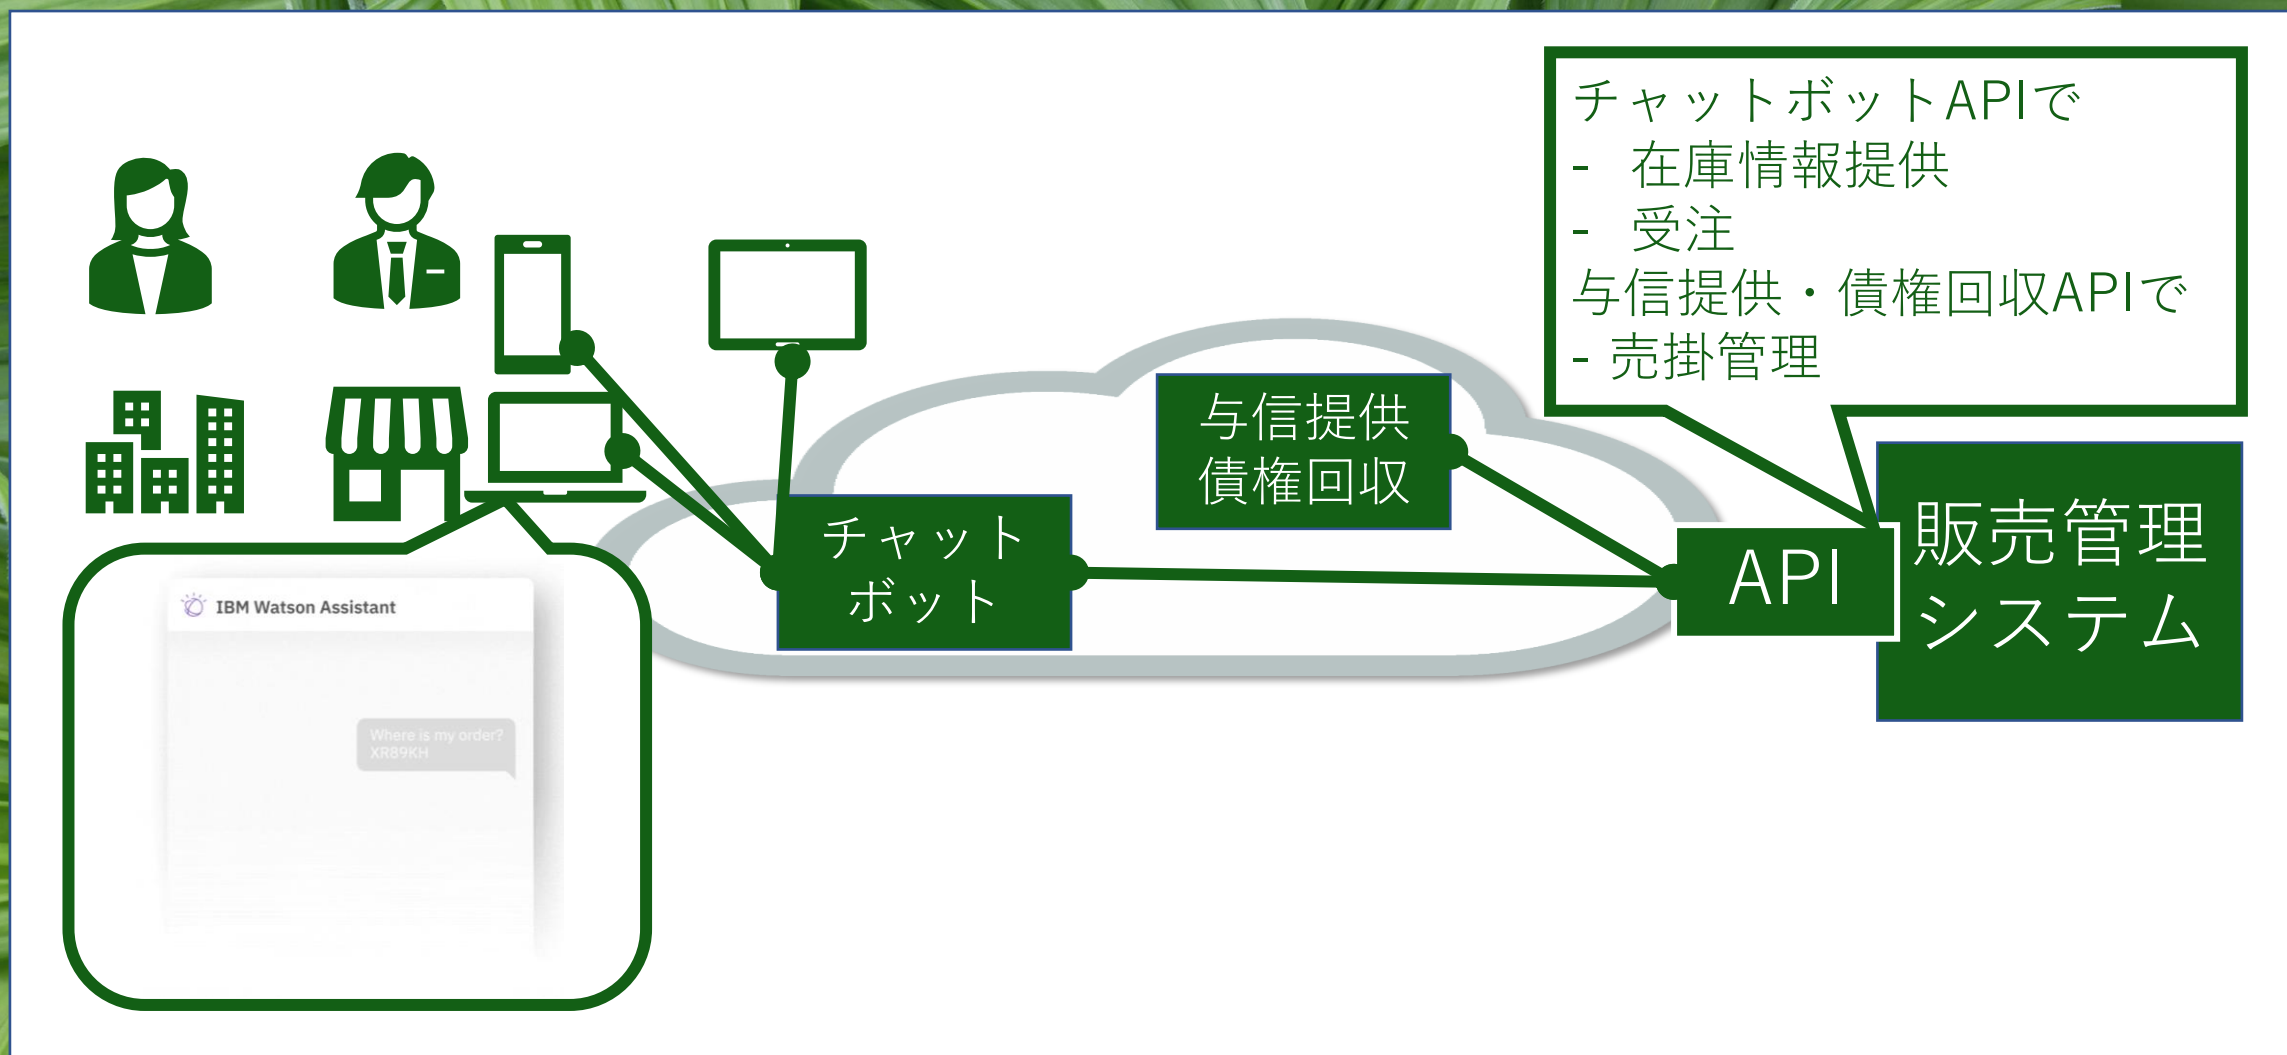 チャットボットAPIで
- 在庫情報提供
- 受注
与信提供・債権回収APIで
- 売掛管理
与信提供
債権回収
チャット
ボット
API
販売管理
システム
IBM Watson Assistant
Where is my order?
XR89KH